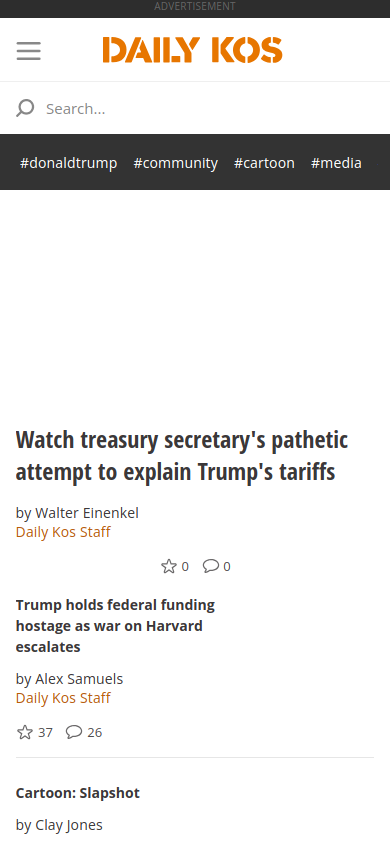 ADVERTISEMENT
DAILY KOS
Search...
#donaldtrump #community #cartoon #media
Watch treasury secretary's pathetic
attempt to explain Trump's tariffs
by Walter Einenkel
Daily Kos Staff
0 0
Trump holds federal funding
hostage as war on Harvard
escalates
by Alex Samuels
Daily Kos Staff
37 26
Cartoon: Slapshot
by Clay Jones